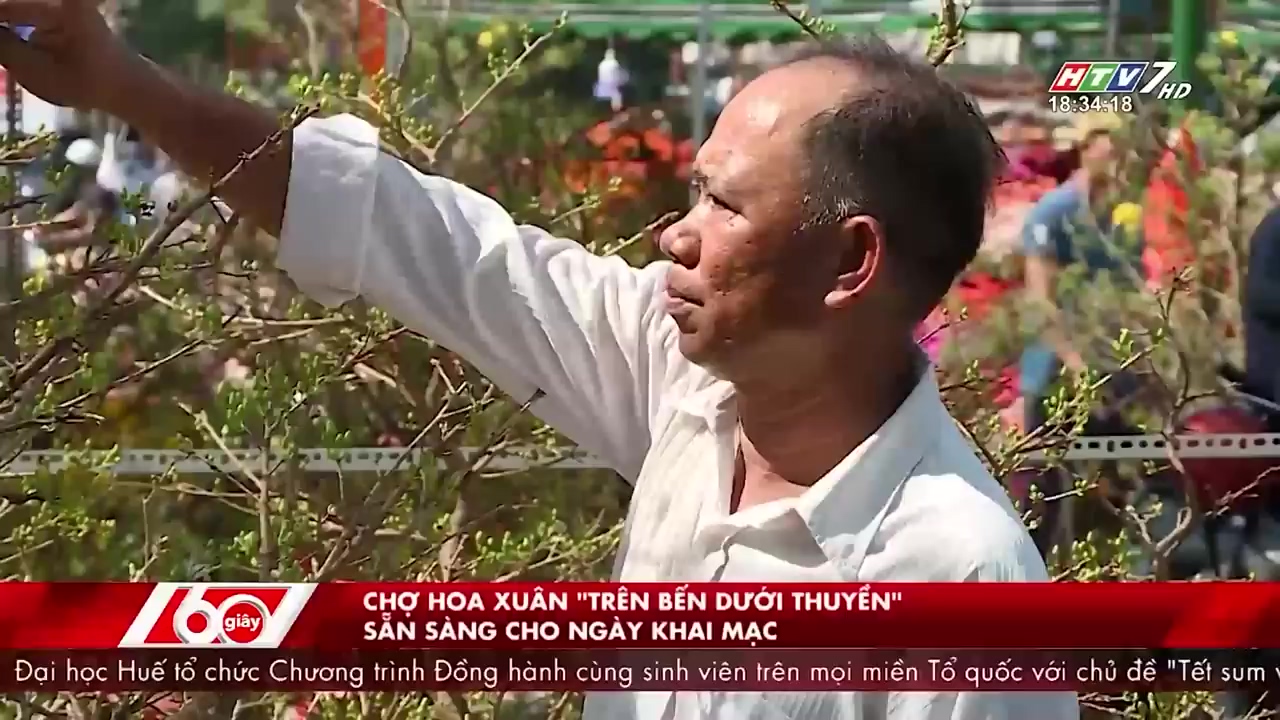 HTV7 HD
18:34:18
60 giây
CHỢ HOA XUÂN "TRÊN BẾN DƯỚI THUYỀN"
SẴN SÀNG CHO NGÀY KHAI MẠC
Đại học Huế tổ chức Chương trình Đồng hành cùng sinh viên trên mọi miền Tổ quốc với chủ đề "Tết sum